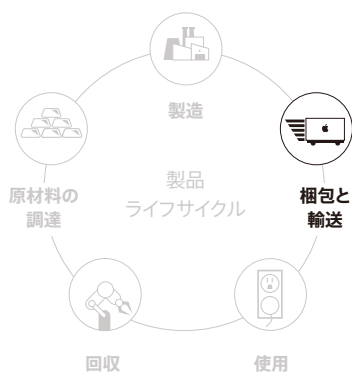 製造
原材料の
調達
製品
ライフサイクル
梱包と
輸送
回収
使用